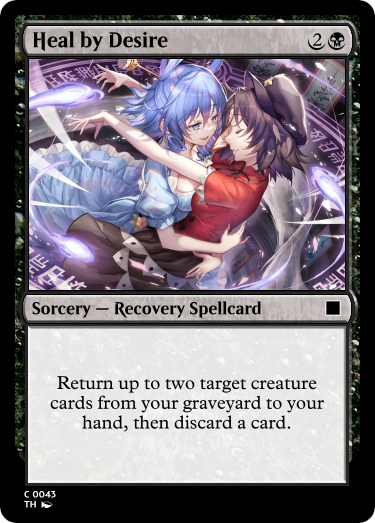 Heal by Desire 2
Sorcery — Recovery Spellcard
Return up to two target creature
cards from your graveyard to your
hand, then discard a card.
C 0043
TH